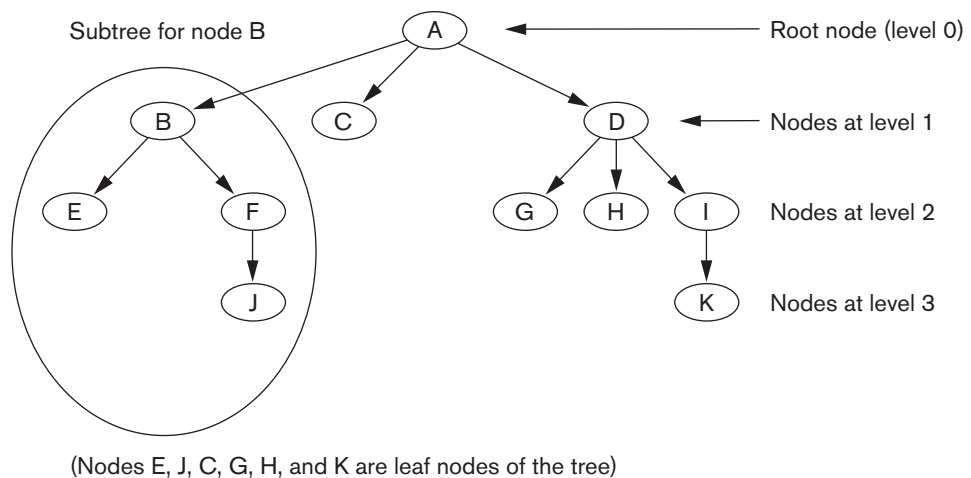 Subtree for node B
A
Root node (level 0)
B
C
D
Nodes at level 1
E
F
G
H
I
Nodes at level 2
J
K
Nodes at level 3
(Nodes E, J, C, G, H, and K are leaf nodes of the tree)